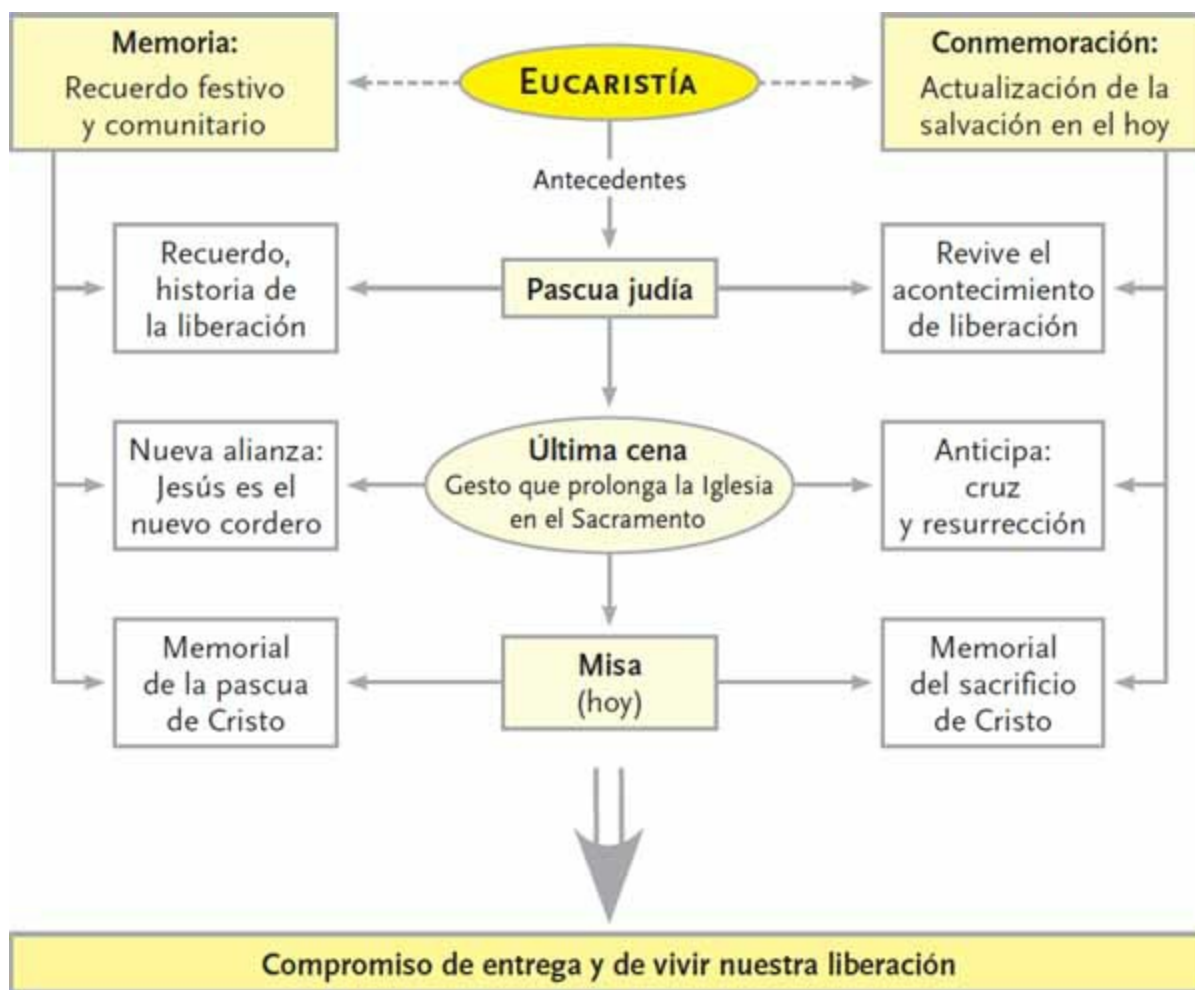 Memoria:
Recuerdo festivo
y comunitario
EUCARISTÍA
Conmemoración:
Actualización de la
salvación en el hoy
Antecedentes
Recuerdo,
historia de
la liberación
Pascua judía
Revive el
acontecimiento
de liberación
Nueva alianza:
Jesús es el
nuevo cordero
Última cena
Gesto que prolonga la Iglesia
en el Sacramento
Anticipa:
cruz
y resurrección
Memorial
de la pascua
de Cristo
Misa
(hoy)
Memorial
del sacrificio
de Cristo
Compromiso de entrega y de vivir nuestra liberación